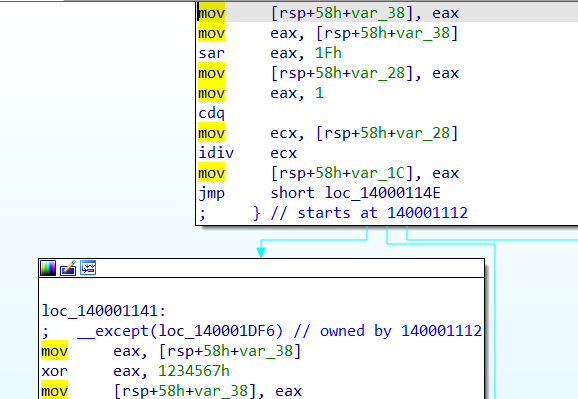 mov [rsp+58h+var_38], eax
mov eax, [rsp+58h+var_38]
sar eax, 1Fh
mov [rsp+58h+var_28], eax
mov eax, 1
cdq
mov ecx, [rsp+58h+var_28]
idiv ecx
mov [rsp+58h+var_1C], eax
jmp short loc_14000114E
; } // starts at 140001112
loc_140001141:
; __except(loc_140001DF6) // owned by 140001112
mov eax, [rsp+58h+var_38]
xor eax, 1234567h
mov [rsp+58h+var_38], eax